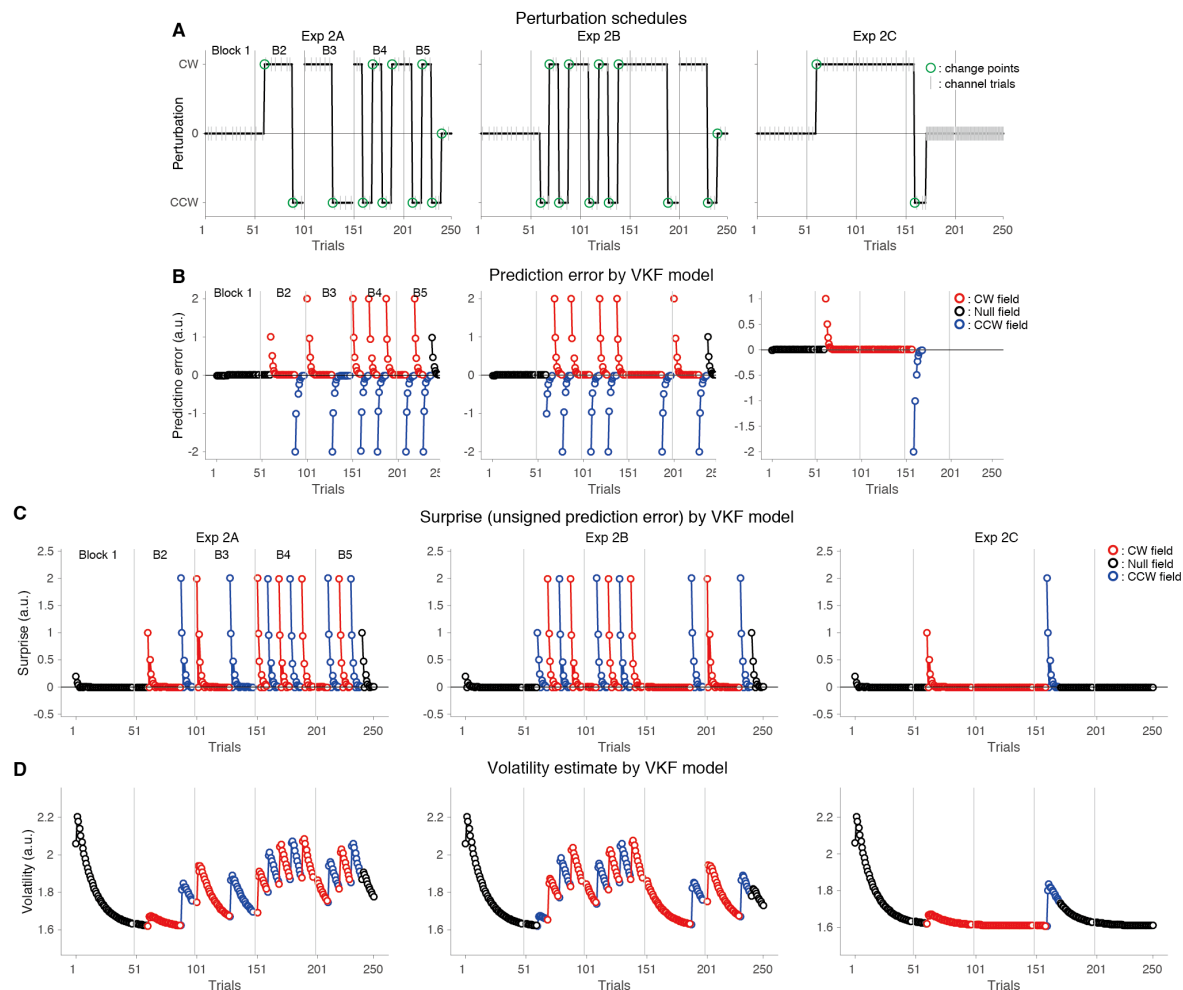 Perturbation schedules
A
Exp 2A
Exp 2B
Exp 2C
Block 1 B2 B3 B4 B5
CW
: change points
: channel trials
Perturbation
0
CCW
1 51 101 151 201 250
1 51 101 151 201 250
1 51 101 151 201 250
Trials
Trials
Trials
B
Prediction error by VKF model
Block 1 B2 B3 B4 B5
: CW field
: Null field
: CCW field
Predictino error (a.u.)
2
1
0
-1
-2
2
1
0
-1
-2
1
0.5
0
-0.5
-1
-1.5
-2
1 51 101 151 201 25
1 51 101 151 201 25
1 51 101 151 201 250
Trials
Trials
Trials
C
Surprise (unsigned prediction error) by VKF model
Exp 2A
Exp 2B
Exp 2C
Block 1 B2 B3 B4 B5
: CW field
: Null field
: CCW field
Surprise (a.u.)
2.5
2
1.5
1
0.5
0
-0.5
2.5
2
1.5
1
0.5
0
-0.5
2.5
2
1.5
1
0.5
0
-0.5
1 51 101 151 201 250
1 51 101 151 201 250
1 51 101 151 201 250
Trials
Trials
Trials
D
Volatility estimate by VKF model
Volatility (a.u.)
2.2
2
1.8
1.6
2.2
2
1.8
1.6
2.2
2
1.8
1.6
1 51 101 151 201 250
1 51 101 151 201 250
1 51 101 151 201 250
Trials
Trials
Trials